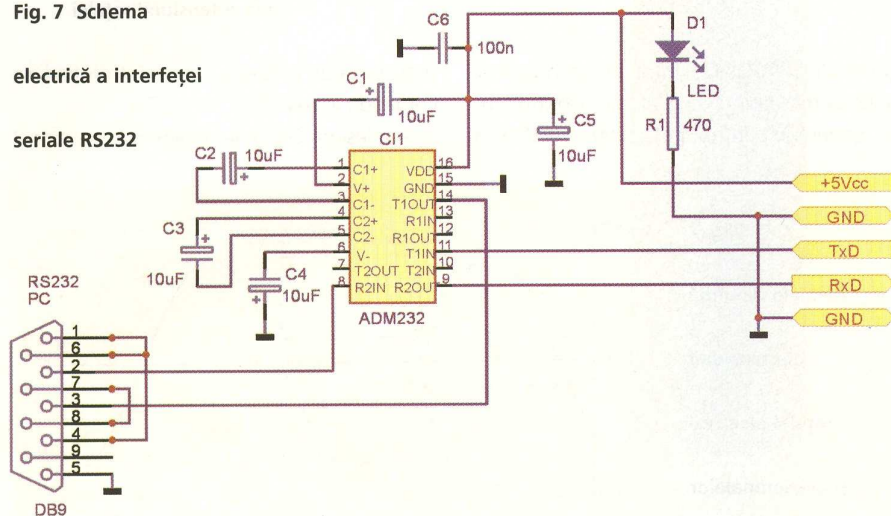 Fig. 7 Schema
electrică a interfeței
seriale RS232
C6
100n
D1
LED
R1 470
C1
+
10uF
C5
+
10uF
C2 10uF
+
C3
+
10uF
C4
+
10uF
CI1
1 C1+ VDD 16
2 V+ GND 15
3 C1- T1OUT 14
4 C2+ R1IN 13
5 C2- R1OUT 12
6 V- T1IN 11
7 T2OUT T2IN 10
8 R2IN R2OUT 9
ADM232
+5Vcc
GND
TxD
RxD
GND
RS232
PC
1
6
2
7
3
8
4
9
5
DB9